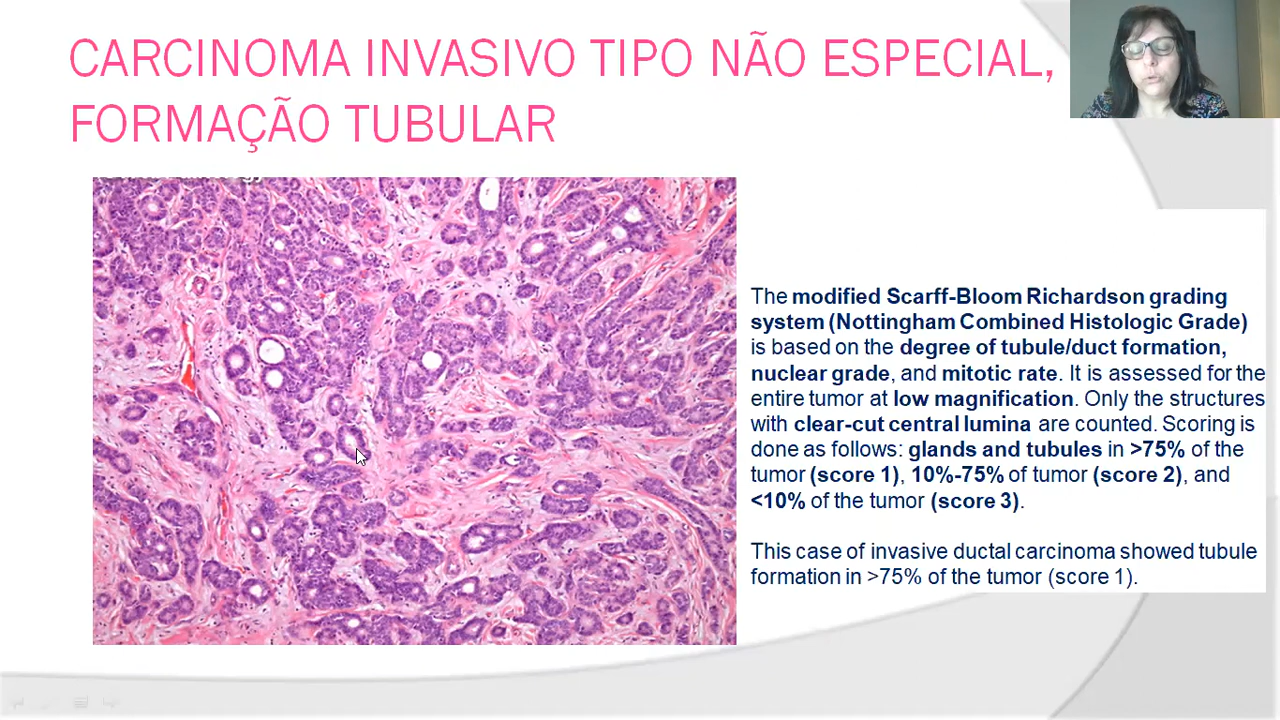 CARCINOMA INVASIVO TIPO NÃO ESPECIAL,
FORMAÇÃO TUBULAR
The modified Scarff-Bloom Richardson grading
system (Nottingham Combined Histologic Grade)
is based on the degree of tubule/duct formation,
nuclear grade, and mitotic rate. It is assessed for the
entire tumor at low magnification. Only the structures
with clear-cut central lumina are counted. Scoring is
done as follows: glands and tubules in >75% of the
tumor (score 1), 10%-75% of tumor (score 2), and
<10% of the tumor (score 3).
This case of invasive ductal carcinoma showed tubule
formation in >75% of the tumor (score 1).